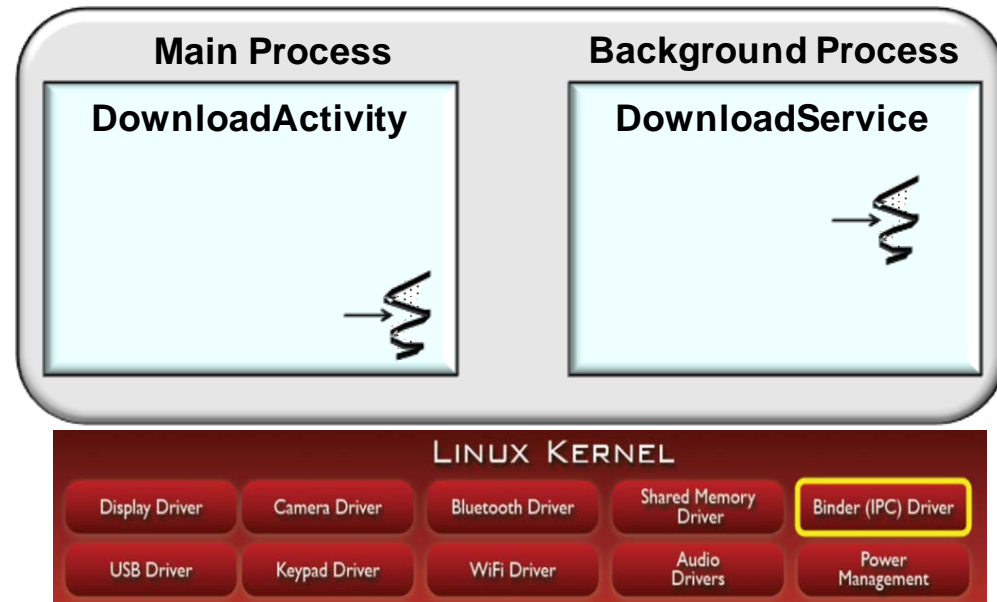 Main Process
Background Process
DownloadActivity
DownloadService
LINUX KERNEL
Display Driver
Camera Driver
Bluetooth Driver
Shared Memory
Driver
Binder (IPC) Driver
USB Driver
Keypad Driver
WiFi Driver
Audio
Drivers
Power
Management